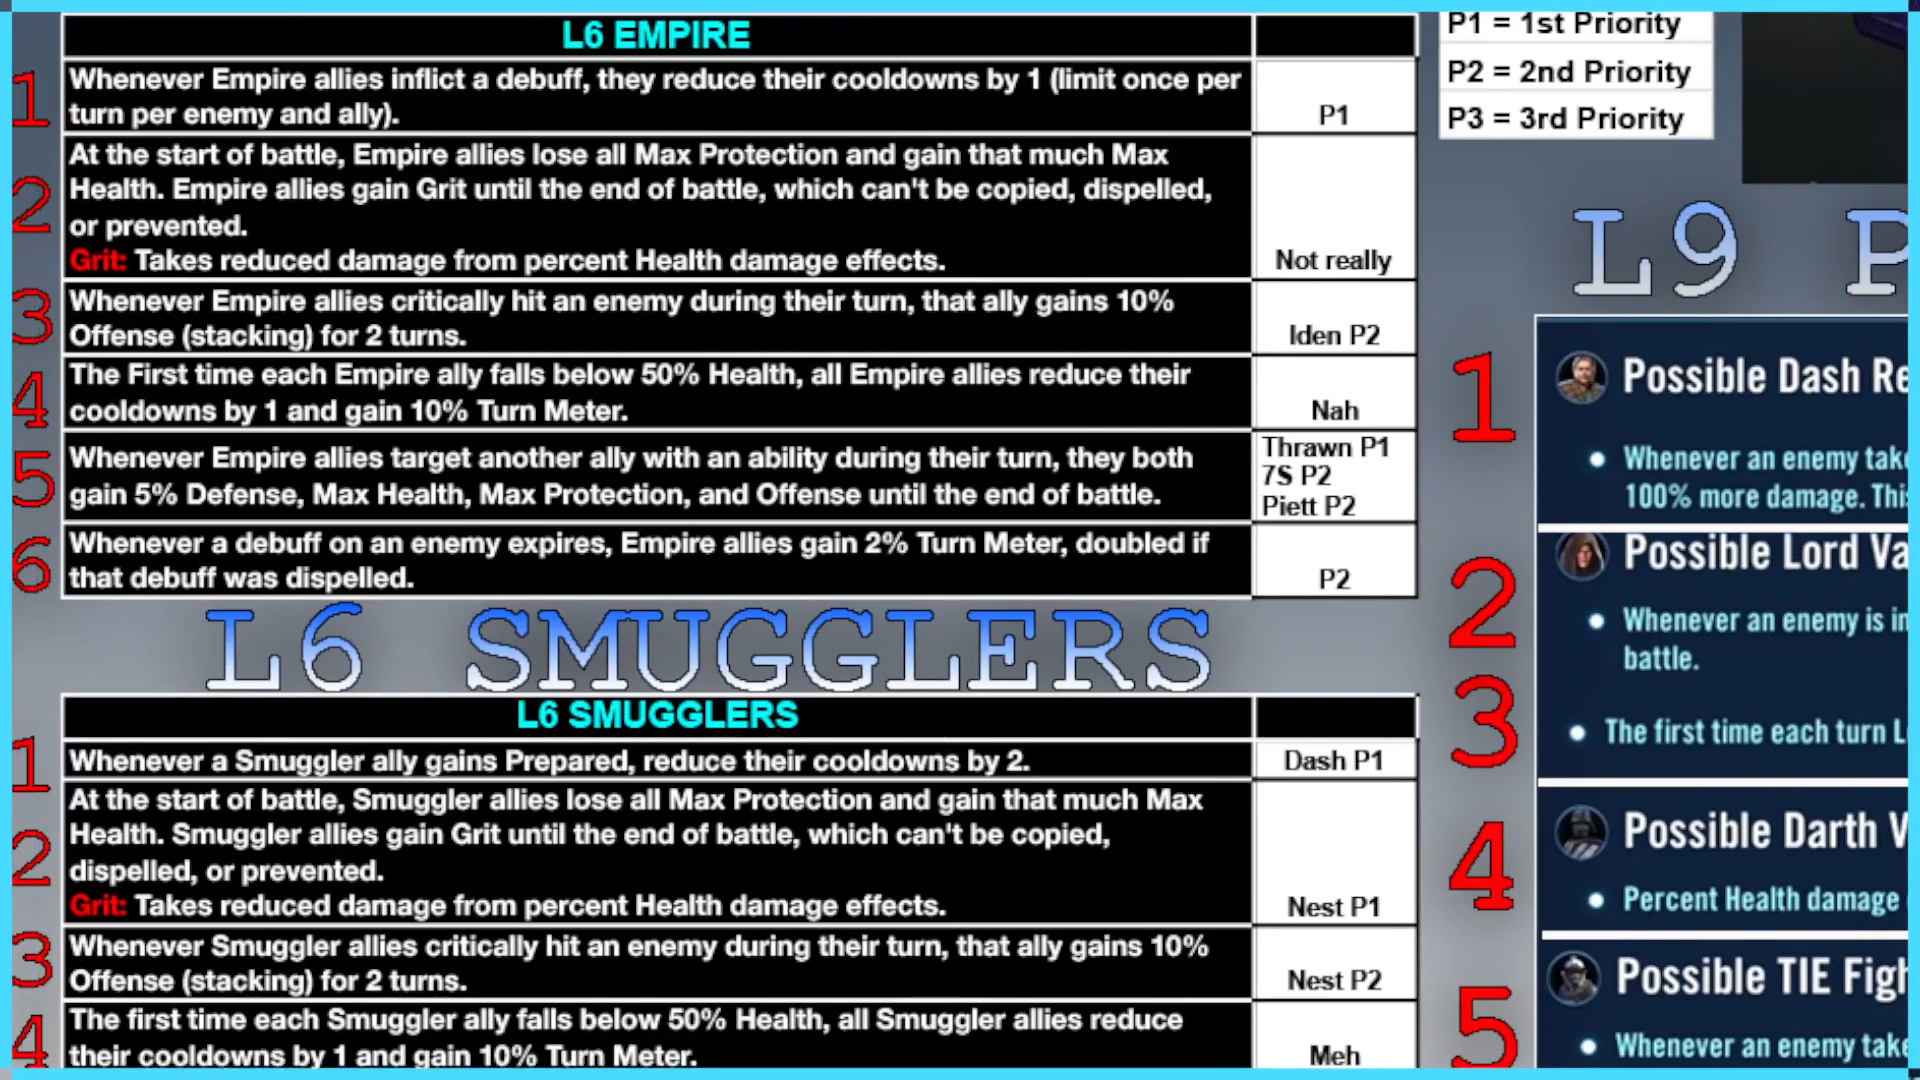 L6 EMPIRE
1
Whenever Empire allies inflict a debuff, they reduce their cooldowns by 1 (limit once per
turn per enemy and ally).
P1
2
At the start of battle, Empire allies lose all Max Protection and gain that much Max
Health. Empire allies gain Grit until the end of battle, which can't be copied, dispelled,
or prevented.
Grit: Takes reduced damage from percent Health damage effects.
Not really
3
Whenever Empire allies critically hit an enemy during their turn, that ally gains 10%
Offense (stacking) for 2 turns.
Iden P2
4
The First time each Empire ally falls below 50% Health, all Empire allies reduce their
cooldowns by 1 and gain 10% Turn Meter.
Nah
5
Whenever Empire allies target another ally with an ability during their turn, they both
gain 5% Defense, Max Health, Max Protection, and Offense until the end of battle.
Thrawn P1
7S P2
Piett P2
6
Whenever a debuff on an enemy expires, Empire allies gain 2% Turn Meter, doubled if
that debuff was dispelled.
P2
L6 SMUGGLERS
L6 SMUGGLERS
1
Whenever a Smuggler ally gains Prepared, reduce their cooldowns by 2.
Dash P1
2
At the start of battle, Smuggler allies lose all Max Protection and gain that much Max
Health. Smuggler allies gain Grit until the end of battle, which can't be copied,
dispelled, or prevented.
Grit: Takes reduced damage from percent Health damage effects.
Nest P1
3
Whenever Smuggler allies critically hit an enemy during their turn, that ally gains 10%
Offense (stacking) for 2 turns.
Nest P2
4
The first time each Smuggler ally falls below 50% Health, all Smuggler allies reduce
their cooldowns by 1 and gain 10% Turn Meter.
Meh
P1 = 1st Priority
P2 = 2nd Priority
P3 = 3rd Priority
L9 P
1
Possible Dash Re
Whenever an enemy take
100% more damage. This
2
Possible Lord Va
Whenever an enemy is in
battle.
3
The first time each turn L
4
Possible Darth V
Percent Health damage
5
Possible TIE Figh
Whenever an enemy take